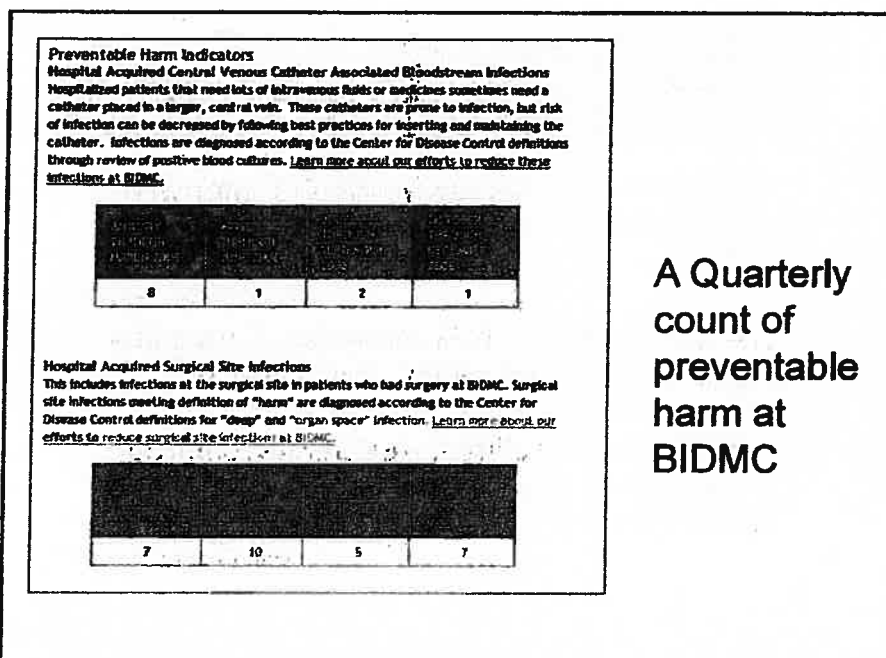 Preventable Harm Indicators
Hospital Acquired Central Venous Catheter Associated Bloodstream Infections
Hospitalized patients that need lots of intravenous fluids or medicines sometimes need a
catheter placed in a larger, central vein. These catheters are prone to infection, but risk
of infection can be decreased by following best practices for inserting and maintaining the
catheter. Infections are diagnosed according to the Center for Disease Control definitions
through review of positive blood cultures. Learn more about our efforts to reduce these
infections at BIDMC.
8 1 2 1
Hospital Acquired Surgical Site Infections
This includes infections at the surgical site in patients who had surgery at BIDMC. Surgical
site infections meeting definition of "harm" are diagnosed according to the Center for
Disease Control definitions for "deep" and "organ space" infection. Learn more about our
efforts to reduce surgical site infections at BIDMC.
7 10 5 7
A Quarterly
count of
preventable
harm at
BIDMC